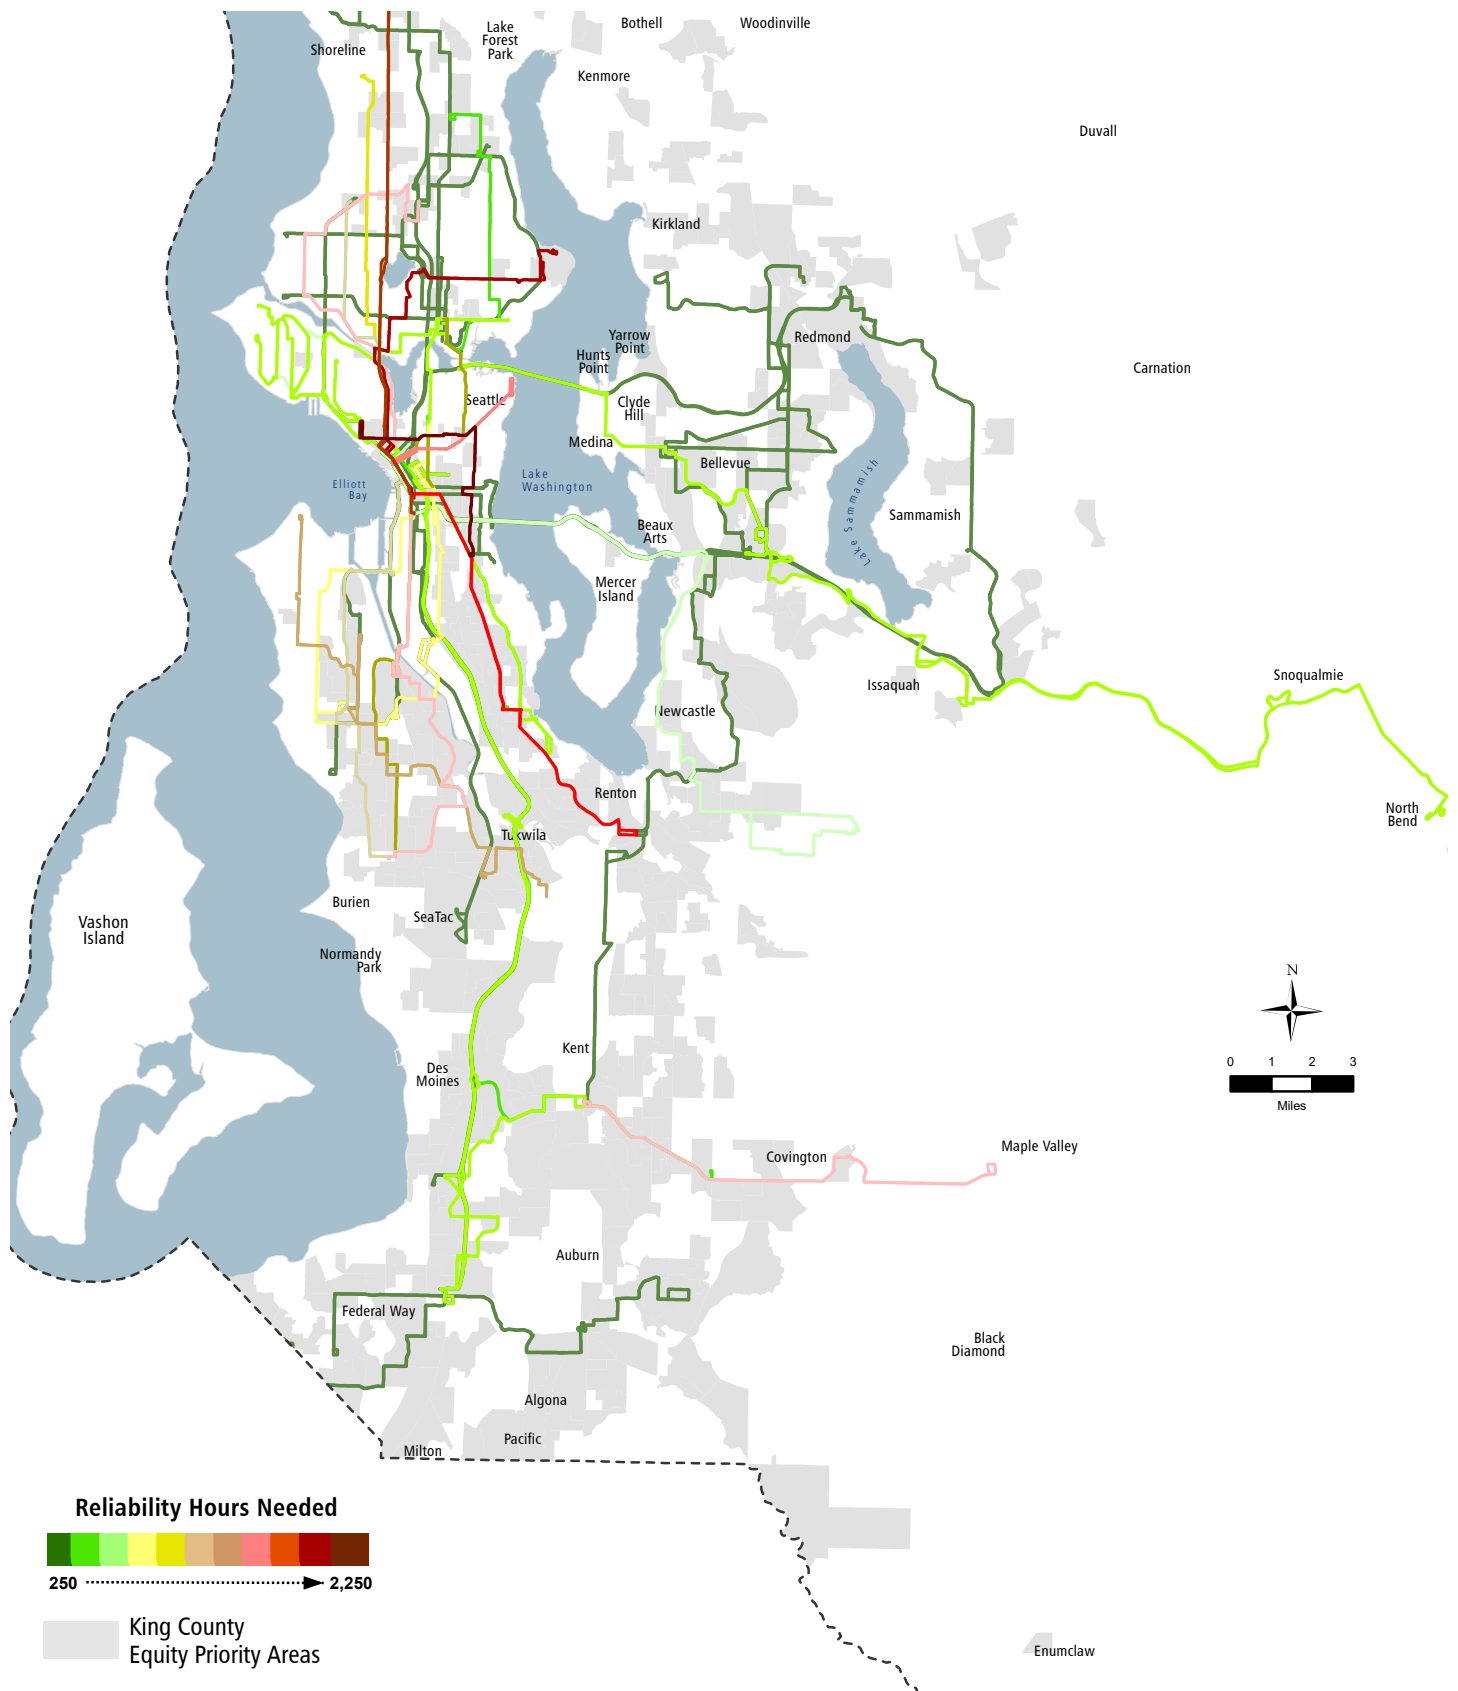 Bothell
Woodinville
Lake
Forest
Park
Shoreline
Kenmore
Duvall
Kirkland
Yarrow
Point
Redmond
Hunts
Point
Carnation
Seattle
Clyde
Hill
Medina
Bellevue
Lake
Washington
Elliott
Bay
Lake Sammamish
Sammamish
Beaux
Arts
Mercer
Island
Snoqualmie
Issaquah
Newcastle
Renton
North
Bend
Tukwila
Burien
SeaTac
Vashon
Island
Normandy
Park
N
Kent
0 1 2 3
Miles
Des
Moines
Covington
Maple Valley
Auburn
Federal Way
Black
Diamond
Algona
Pacific
Milton
Reliability Hours Needed
250 2,250
King County
Equity Priority Areas
Enumclaw